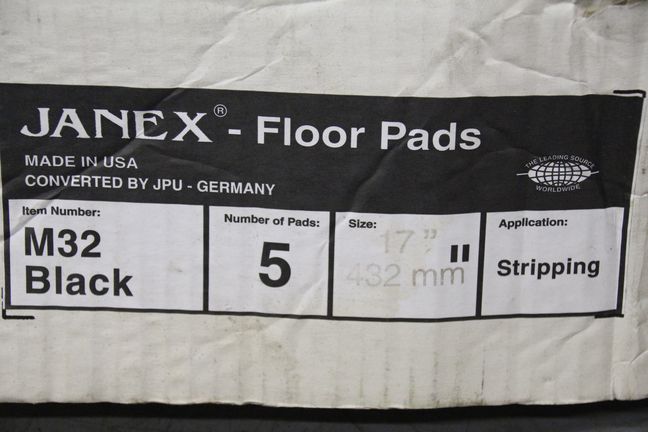 JANEX® - Floor Pads
MADE IN USA
CONVERTED BY JPU - GERMANY
THE LEADING SOURCE
WORLDWIDE
Item Number:
M32
Black
Number of Pads:
5
Size:
17 "
"
432 mm
Application:
Stripping